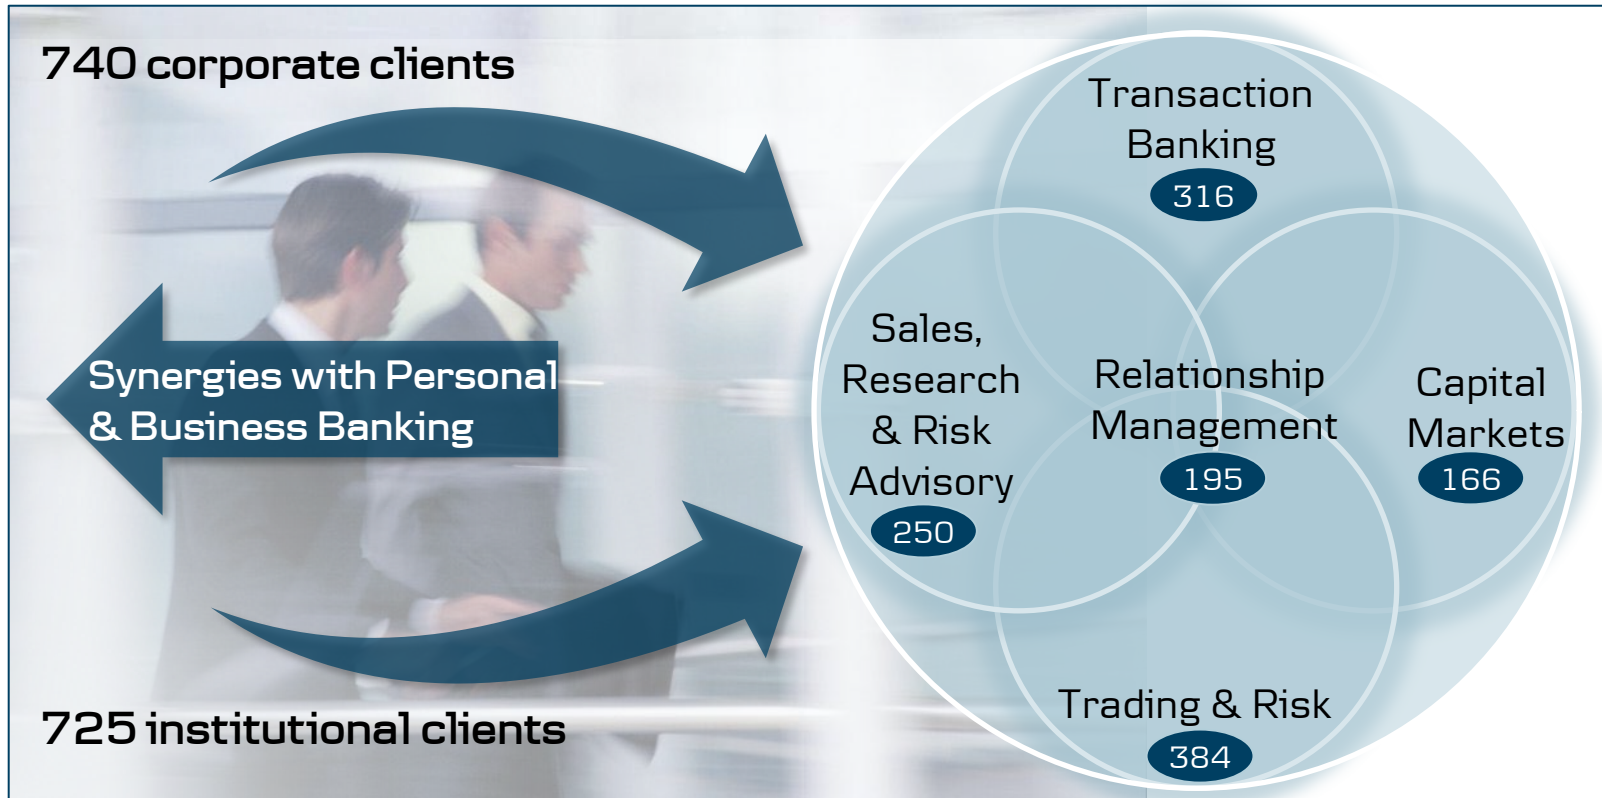 740 corporate clients
Synergies with Personal
& Business Banking
725 institutional clients
Transaction
Banking
316
Sales,
Research
& Risk
Advisory
250
Relationship
Management
195
Capital
Markets
166
Trading & Risk
384